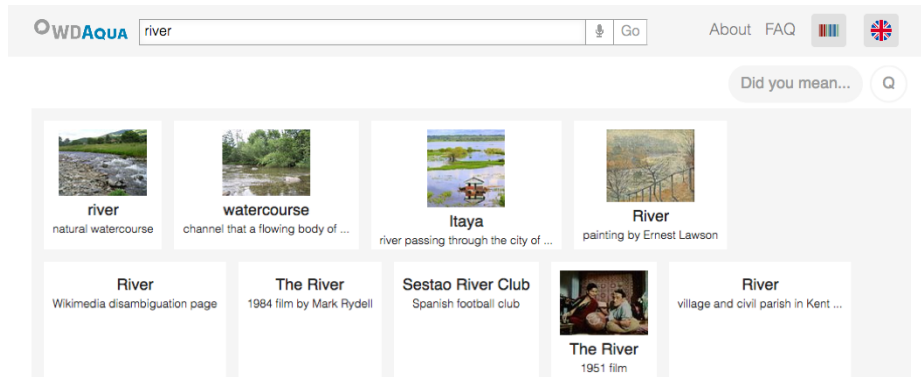 WDAqua river Go About FAQ
Did you mean... Q
river
natural watercourse
watercourse
channel that a flowing body of ...
Itaya
river passing through the city of ...
River
painting by Ernest Lawson
River
Wikimedia disambiguation page
The River
1984 film by Mark Rydell
Sestao River Club
Spanish football club
The River
1951 film
River
village and civil parish in Kent ...